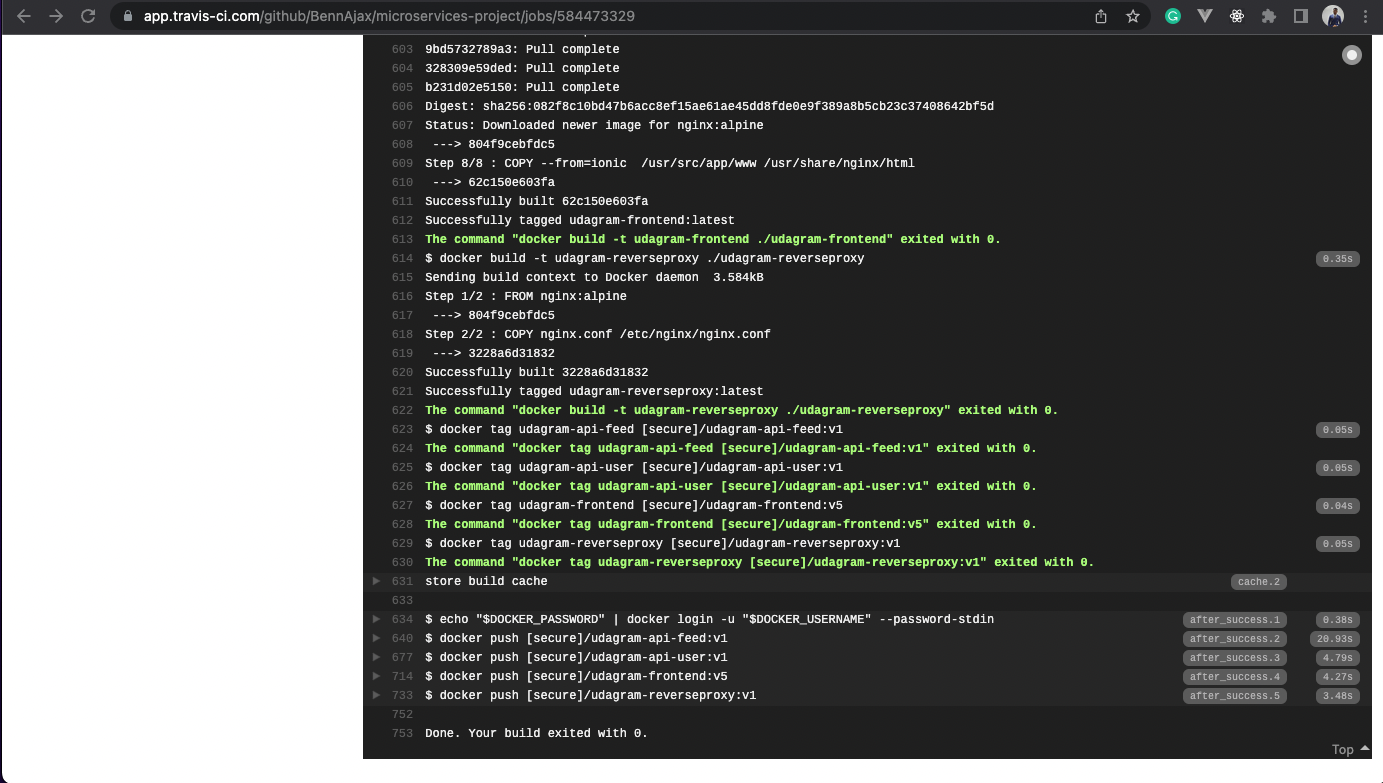 app.travis-ci.com/github/BennAjax/microservices-project/jobs/584473329
603 9bd5732789a3: Pull complete
604 328309e59ded: Pull complete
605 b231d02e5150: Pull complete
606 Digest: sha256:082f8c10bd47b6acc8ef15ae61ae45dd8fde0e9f389a8b5cb23c37408642bf5d
607 Status: Downloaded newer image for nginx:alpine
608 ---> 804f9cebfdc5
609 Step 8/8 : COPY --from=ionic  /usr/src/app/www /usr/share/nginx/html
610 ---> 62c150e603fa
611 Successfully built 62c150e603fa
612 Successfully tagged udagram-frontend:latest
613 The command "docker build -t udagram-frontend ./udagram-frontend" exited with 0.
614 $ docker build -t udagram-reverseproxy ./udagram-reverseproxy 0.35s
615 Sending build context to Docker daemon  3.584kB
616 Step 1/2 : FROM nginx:alpine
617 ---> 804f9cebfdc5
618 Step 2/2 : COPY nginx.conf /etc/nginx/nginx.conf
619 ---> 3228a6d31832
620 Successfully built 3228a6d31832
621 Successfully tagged udagram-reverseproxy:latest
622 The command "docker build -t udagram-reverseproxy ./udagram-reverseproxy" exited with 0.
623 $ docker tag udagram-api-feed [secure]/udagram-api-feed:v1 0.05s
624 The command "docker tag udagram-api-feed [secure]/udagram-api-feed:v1" exited with 0.
625 $ docker tag udagram-api-user [secure]/udagram-api-user:v1 0.05s
626 The command "docker tag udagram-api-user [secure]/udagram-api-user:v1" exited with 0.
627 $ docker tag udagram-frontend [secure]/udagram-frontend:v5 0.04s
628 The command "docker tag udagram-frontend [secure]/udagram-frontend:v5" exited with 0.
629 $ docker tag udagram-reverseproxy [secure]/udagram-reverseproxy:v1 0.05s
630 The command "docker tag udagram-reverseproxy [secure]/udagram-reverseproxy:v1" exited with 0.
631 store build cache cache.2
633
634 $ echo "$DOCKER_PASSWORD" | docker login -u "$DOCKER_USERNAME" --password-stdin after_success.1 0.38s
640 $ docker push [secure]/udagram-api-feed:v1 after_success.2 20.93s
677 $ docker push [secure]/udagram-api-user:v1 after_success.3 4.79s
714 $ docker push [secure]/udagram-frontend:v5 after_success.4 4.27s
733 $ docker push [secure]/udagram-reverseproxy:v1 after_success.5 3.48s
752
753 Done. Your build exited with 0.
Top